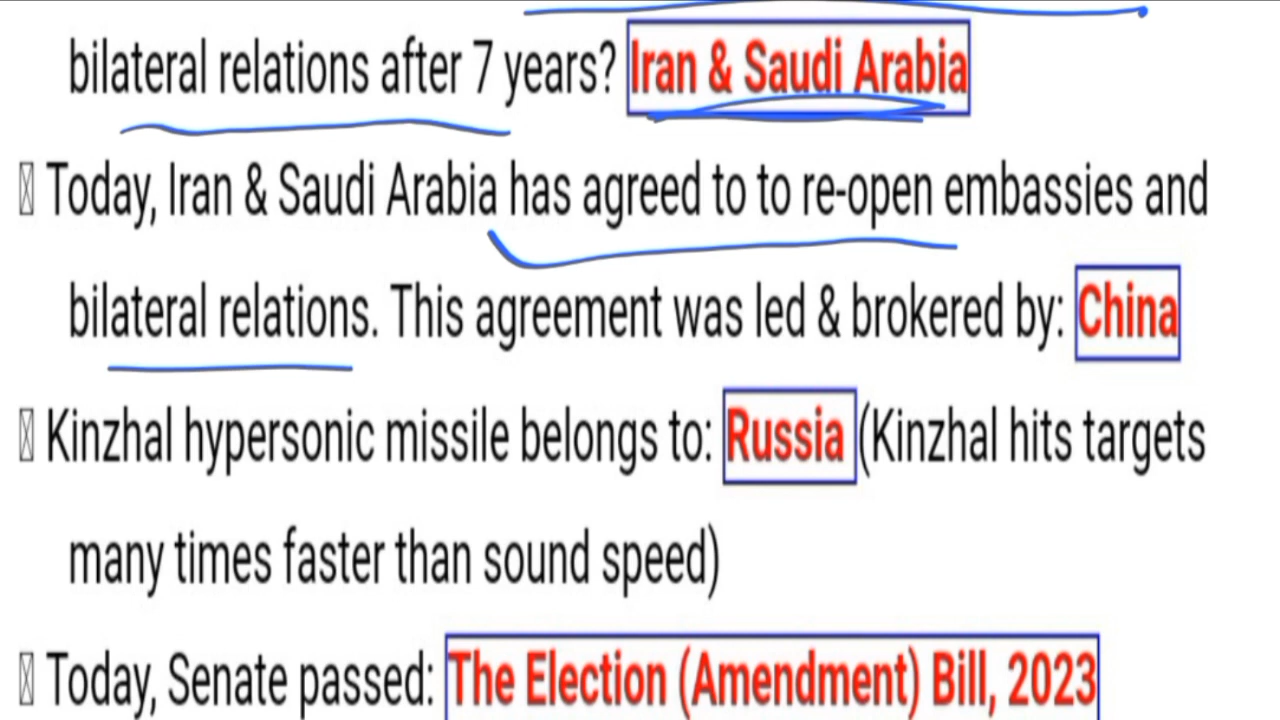 bilateral relations after 7 years? Iran & Saudi Arabia
Today, Iran & Saudi Arabia has agreed to to re-open embassies and
bilateral relations. This agreement was led & brokered by: China
Kinzhal hypersonic missile belongs to: Russia (Kinzhal hits targets
many times faster than sound speed)
Today, Senate passed: The Election (Amendment) Bill, 2023